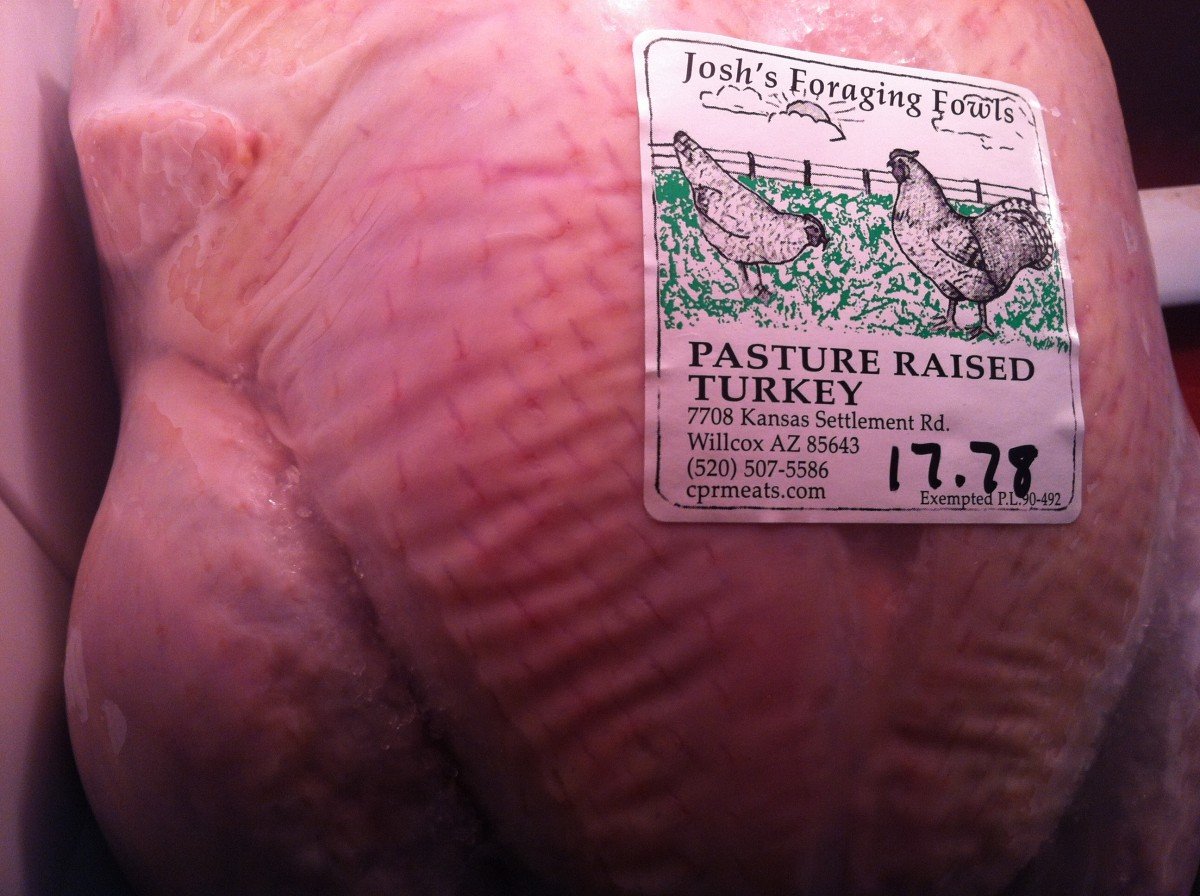 Josh's Foraging Fowls
PASTURE RAISED
TURKEY
7708 Kansas Settlement Rd.
Willcox AZ 85643
(520) 507-5586
cprmeats.com
17.78
Exempted P.L.90-492